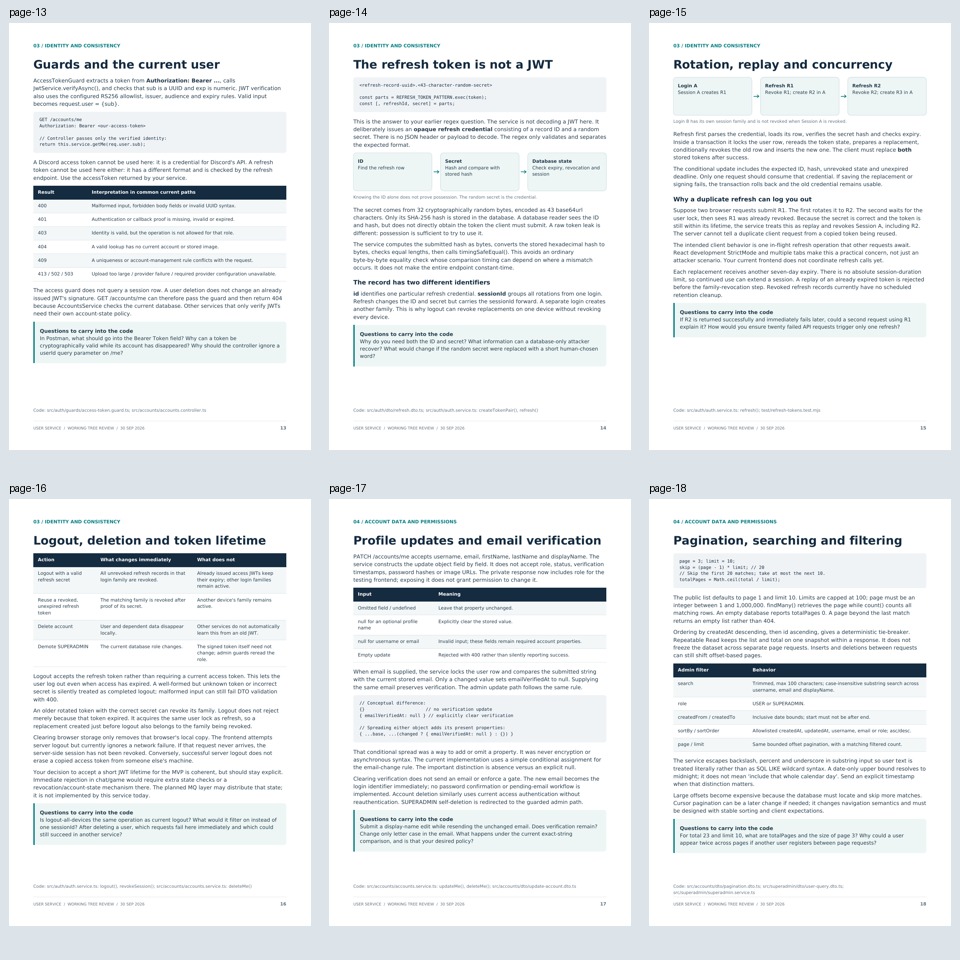 page-13
03 / IDENTITY AND CONSISTENCY
Guards and the current user
AccessTokenGuard extracts a token from Authorization: Bearer ..., calls
JwtService.verifyAsync(), and checks that sub is a UUID and exp is numeric. JWT verification
also uses the configured RS256 allowlist, issuer, audience and expiry rules. Valid input
becomes request.user = {sub}.
GET /accounts/me
Authorization: Bearer <our-access-token>
// Controller passes only the verified identity:
return this.service.getMe(req.user.sub);
A Discord access token cannot be used here: it is a credential for Discord's API. A refresh
token cannot be used here either: it has a different format and is checked by the refresh
endpoint. Use the accessToken returned by your service.
Result Interpretation in common current paths
400 Malformed input, forbidden body fields or invalid UUID syntax.
401 Authentication or callback proof is missing, invalid or expired.
403 Identity is valid, but the operation is not allowed for that role.
404 A valid lookup has no current account or stored image.
409 A uniqueness or account-management rule conflicts with the request.
413 / 502 / 503 Upload too large / provider failure / required provider configuration unavailable.
The access guard does not query a session row. A user deletion does not change an already
issued JWT's signature. GET /accounts/me can therefore pass the guard and then return 404
because AccountsService checks the current database. Other services that only verify JWTs
need their own account-state policy.
Questions to carry into the code
In Postman, what should go into the Bearer Token field? Why can a token be
cryptographically valid while its account has disappeared? Why should the controller ignore a
userId query parameter on /me?
Code: src/auth/guards/access-token.guard.ts; src/accounts/accounts.controller.ts
USER SERVICE / WORKING TREE REVIEW / 30 SEP 2026
13
page-14
03 / IDENTITY AND CONSISTENCY
The refresh token is not a JWT
<refresh-record-uuid>.<43-character-random-secret>
const parts = REFRESH_TOKEN_PATTERN.exec(token);
const [, refreshId, secret] = parts;
This is the answer to your earlier regex question. The service is not decoding a JWT here. It
deliberately issues an opaque refresh credential consisting of a record ID and a random
secret. There is no JSON header or payload to decode. The regex only validates and separates
the expected format.
ID
Find the refresh row
→
Secret
Hash and compare with
stored hash
→
Database state
Check expiry, revocation and
session
Knowing the ID alone does not prove possession. The random secret is the credential.
The secret comes from 32 cryptographically random bytes, encoded as 43 base64url
characters. Only its SHA-256 hash is stored in the database. A database reader sees the ID
and hash, but does not directly obtain the token the client must submit. A raw token leak is
different: possession is sufficient to try to use it.
The service computes the submitted hash as bytes, converts the stored hexadecimal hash to
bytes, checks equal lengths, then calls timingSafeEqual(). This avoids an ordinary
byte-by-byte equality check whose comparison timing can depend on where a mismatch
occurs. It does not make the entire endpoint constant-time.
The record has two different identifiers
id identifies one particular refresh credential. sessionId groups all rotations from one login.
Refresh changes the ID and secret but carries the sessionId forward. A separate login creates
another family. This is why logout can revoke replacements on one device without revoking
every device.
Questions to carry into the code
Why do you need both the ID and secret? What information can a database-only attacker
recover? What would change if the random secret were replaced with a short human-chosen
word?
Code: src/auth/dto/refresh.dto.ts; src/auth/auth.service.ts: createTokenPair(), refresh()
USER SERVICE / WORKING TREE REVIEW / 30 SEP 2026
14
page-15
03 / IDENTITY AND CONSISTENCY
Rotation, replay and concurrency
Login A
Session A creates R1
→
Refresh R1
Revoke R1; create R2 in A
→
Refresh R2
Revoke R2; create R3 in A
Login B has its own session family and is not revoked when Session A is revoked.
Refresh first parses the credential, loads its row, verifies the secret hash and checks expiry.
Inside a transaction it locks the user row, rereads the token state, prepares a replacement,
conditionally revokes the old row and inserts the new one. The client must replace both
stored tokens after success.
The conditional update includes the expected ID, hash, unrevoked state and unexpired
deadline. Only one request should consume that credential. If saving the replacement or
signing fails, the transaction rolls back and the old credential remains usable.
Why a duplicate refresh can log you out
Suppose two browser requests submit R1. The first rotates it to R2. The second waits for the
user lock, then sees R1 was already revoked. Because the secret is correct and the token is
still within its lifetime, the service treats this as replay and revokes Session A, including R2.
The server cannot tell a duplicate client request from a copied token being reused.
The intended client behavior is one in-flight refresh operation that other requests await.
React development StrictMode and multiple tabs make this a practical concern, not just an
attacker scenario. Your current frontend does not coordinate refresh calls yet.
Each replacement receives another seven-day expiry. There is no absolute session-duration
limit, so continued use can extend a session. A replay of an already expired token is rejected
before the family-revocation step. Revoked refresh records currently have no scheduled
retention cleanup.
Questions to carry into the code
If R2 is returned successfully and immediately fails later, could a second request using R1
explain it? How would you ensure twenty failed API requests trigger only one refresh?
Code: src/auth/auth.service.ts: refresh(); test/refresh-tokens.test.mjs
USER SERVICE / WORKING TREE REVIEW / 30 SEP 2026
15
page-16
03 / IDENTITY AND CONSISTENCY
Logout, deletion and token lifetime
Action What changes immediately What does not
Logout with a valid
refresh secret
All unrevoked refresh records in that
login family are revoked.
Already issued access JWTs keep
their expiry; other login families
remain active.
Reuse a revoked,
unexpired refresh
token
The matching family is revoked after
proof of its secret.
Another device's family remains
active.
Delete account
User and dependent data disappear
locally.
Other services do not automatically
learn this from an old JWT.
Demote SUPERADMIN
The current database role changes.
The signed token itself need not
change; admin guards reread the
role.
Logout accepts the refresh token rather than requiring a current access token. This lets the
user log out even when access has expired. A well-formed but unknown token or incorrect
secret is silently treated as completed logout; malformed input can still fail DTO validation
with 400.
An older rotated token with the correct secret can revoke its family. Logout does not reject
merely because that token expired. It acquires the same user lock as refresh, so a
replacement created just before logout also belongs to the family being revoked.
Clearing browser storage only removes that browser's local copy. The frontend attempts
server logout but currently ignores a network failure. If that request never arrives, the
server-side session has not been revoked. Conversely, successful server logout does not
erase a copied access token from someone else's machine.
Your decision to accept a short JWT lifetime for the MVP is coherent, but should stay explicit.
Immediate rejection in chat/game would require extra state checks or a
revocation/account-state mechanism there. The planned MQ layer may distribute that state;
it is not implemented by this service today.
Questions to carry into the code
Is logout-all-devices the same operation as current logout? What would it filter on instead of
one sessionId? After deleting a user, which requests fail here immediately and which could
still succeed in another service?
Code: src/auth/auth.service.ts: logout(), revokeSession(); src/accounts/accounts.service.ts: deleteMe()
USER SERVICE / WORKING TREE REVIEW / 30 SEP 2026
16
page-17
04 / ACCOUNT DATA AND PERMISSIONS
Profile updates and email verification
PATCH /accounts/me accepts username, email, firstName, lastName and displayName. The
service constructs the update object field by field. It does not accept role, status, verification
timestamps, password hashes or image URLs. The private response now includes role for the
testing frontend; exposing it does not grant permission to change it.
Input Meaning
Omitted field / undefined Leave that property unchanged.
null for an optional profile
name
Explicitly clear the stored value.
null for username or email Invalid input; these fields remain required account properties.
Empty update Rejected with 400 rather than silently reporting success.
When email is supplied, the service locks the user row and compares the submitted string
with the current stored email. Only a changed value sets emailVerifiedAt to null. Supplying
the same email preserves verification. The admin update path follows the same rule.
// Conceptual difference:
{} // no verification update
{ emailVerifiedAt: null } // explicitly clear verification
// Spreading either object adds its present properties:
{ ...base, ...(changed ? { emailVerifiedAt: null } : {}) }
That conditional spread was a way to add or omit a property. It was never encryption or
asynchronous syntax. The current implementation uses a simple conditional assignment for
the email-change rule. The important distinction is absence versus an explicit null.
Clearing verification does not send an email or enforce a gate. The new email becomes the
login identifier immediately; no password confirmation or pending-email workflow is
implemented. Account deletion similarly uses current access authentication without
reauthentication. SUPERADMIN self-deletion is redirected to the guarded admin path.
Questions to carry into the code
Submit a display-name edit while resending the unchanged email. Does verification remain?
Change only letter case in the email. What happens under the current exact-string
comparison, and is that your desired policy?
Code: src/accounts/accounts.service.ts: updateMe(), deleteMe(); src/accounts/dto/update-account.dto.ts
USER SERVICE / WORKING TREE REVIEW / 30 SEP 2026
17
page-18
04 / ACCOUNT DATA AND PERMISSIONS
Pagination, searching and filtering
page = 3; limit = 10;
skip = (page - 1) * limit; // 20
// Skip the first 20 matches; take at most the next 10.
totalPages = Math.ceil(total / limit);
The public list defaults to page 1 and limit 10. Limits are capped at 100; page must be an
integer between 1 and 1,000,000. findMany() retrieves the page while count() counts all
matching rows. An empty database reports totalPages 0. A page beyond the last match
returns an empty list rather than 404.
Ordering by createdAt descending, then id ascending, gives a deterministic tie-breaker.
Repeatable Read keeps the list and total on one snapshot within a response. It does not
freeze the dataset across separate page requests. Inserts and deletions between requests
can still shift offset-based pages.
Admin filter Behavior
search
Trimmed, max 100 characters; case-insensitive substring search across
username, email and displayName.
role USER or SUPERADMIN.
createdFrom / createdTo Inclusive date bounds; start must not be after end.
sortBy / sortOrder Allowlisted createdAt, updatedAt, username, email or role; asc/desc.
page / limit Same bounded offset pagination, with a matching filtered count.
The service escapes backslash, percent and underscore in substring input so user text is
treated literally rather than as SQL LIKE wildcard syntax. A date-only upper bound resolves to
midnight; it does not mean 'include that whole calendar day'. Send an explicit timestamp
when that distinction matters.
Large offsets become expensive because the database must locate and skip more matches.
Cursor pagination can be a later change if needed; it changes navigation semantics and must
be designed with stable sorting and client expectations.
Questions to carry into the code
For total 23 and limit 10, what are totalPages and the size of page 3? Why could a user
appear twice across pages if another user registers between page requests?
Code: src/accounts/dto/pagination.dto.ts; src/superadmin/dto/user-query.dto.ts;
src/superadmin/superadmin.service.ts
USER SERVICE / WORKING TREE REVIEW / 30 SEP 2026
18